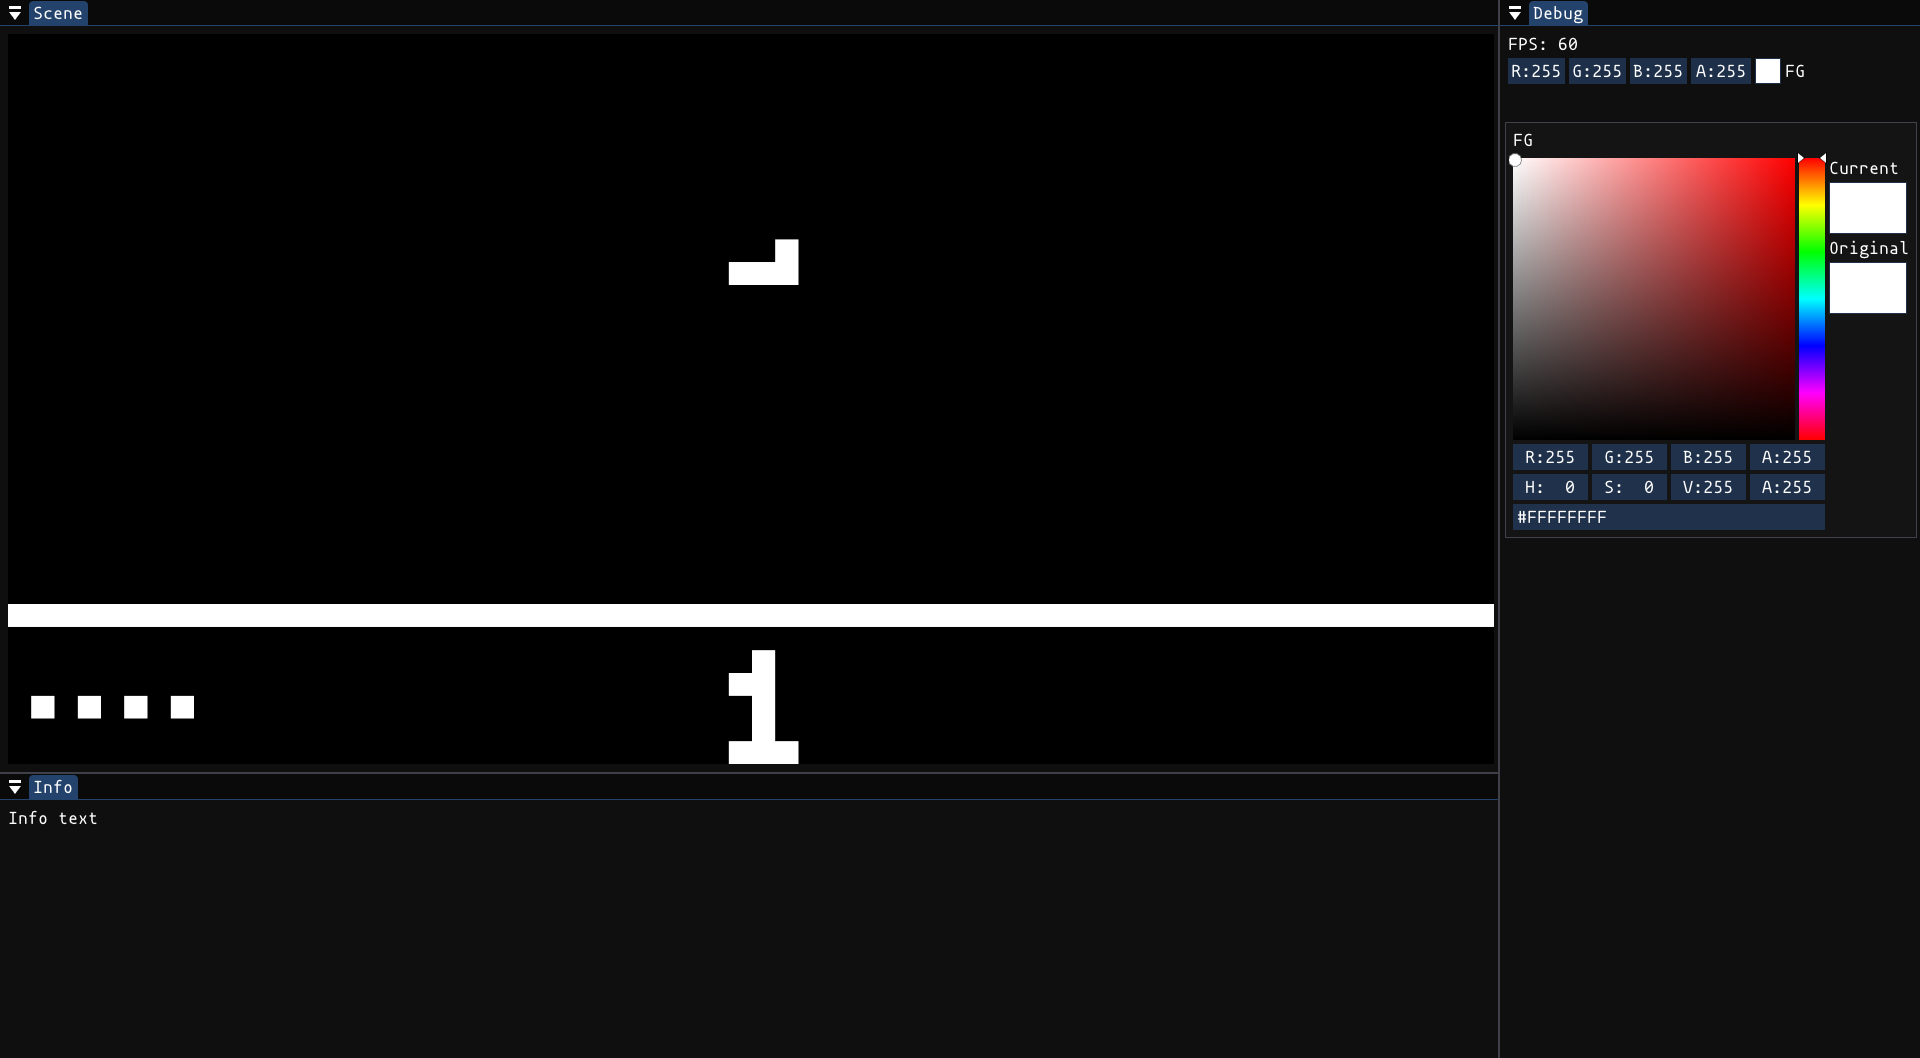 Scene
1
Info
Info text
Debug
FPS: 60
R:255 G:255 B:255 A:255 FG
FG
Current
Original
R:255 G:255 B:255 A:255
H: 0 S: 0 V:255 A:255
#FFFFFFFF